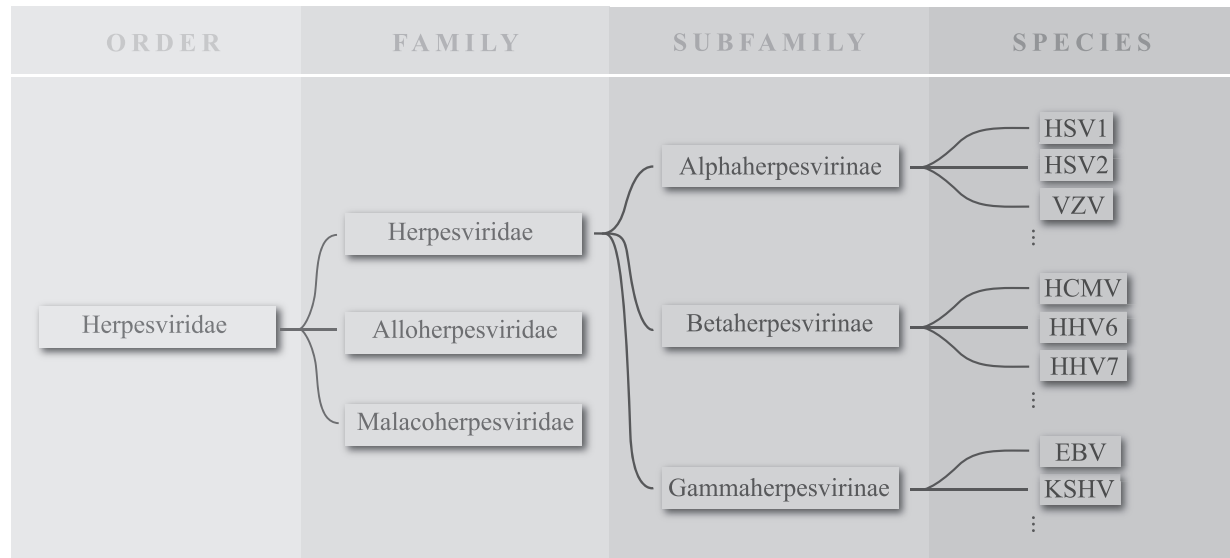 ORDER
FAMILY
SUBFAMILY
SPECIES
Herpesviridae
Herpesviridae
Alloherpesviridae
Malacoherpesviridae
Alphaherpesvirinae
Betaherpesvirinae
Gammaherpesvirinae
HSV1
HSV2
VZV
⋮
HCMV
HHV6
HHV7
⋮
EBV
KSHV
⋮